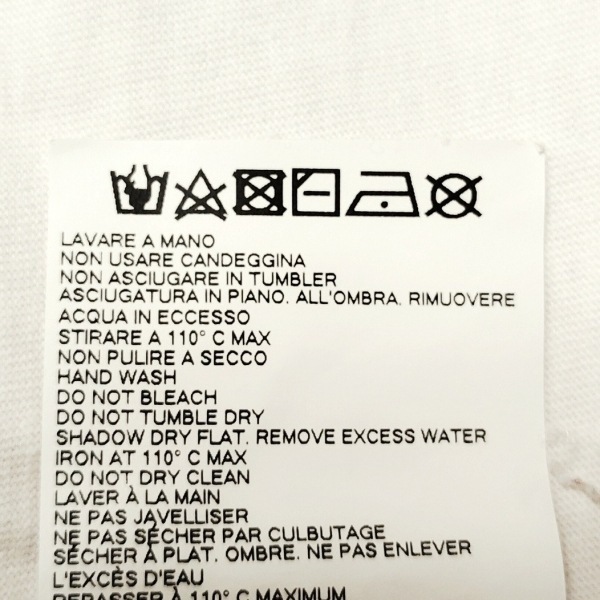 LAVARE A MANO
NON USARE CANDEGGINA
NON ASCIUGARE IN TUMBLER
ASCIUGATURA IN PIANO. ALL'OMBRA. RIMUOVERE
ACQUA IN ECCESSO
STIRARE A 110° C MAX
NON PULIRE A SECCO
HAND WASH
DO NOT BLEACH
DO NOT TUMBLE DRY
SHADOW DRY FLAT. REMOVE EXCESS WATER
IRON AT 110° C MAX
DO NOT DRY CLEAN
LAVER À LA MAIN
NE PAS JAVELLISER
NE PAS SÉCHER PAR CULBUTAGE
SÉCHER À PLAT. OMBRE. NE PAS ENLEVER
L'EXCÈS D'EAU
REPASSER À 110° C MAXIMUM